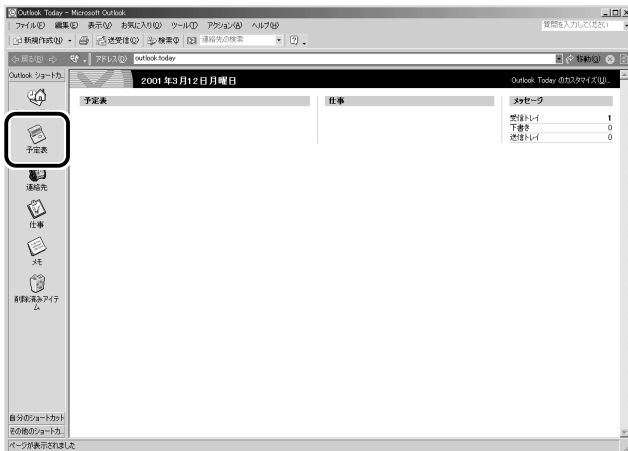 Outlook Today - Microsoft Outlook
ファイル(F) 編集(E) 表示(V) お気に入り(O) ツール(T) アクション(A) ヘルプ(H) 質問を入力してください
新規作成(N) 送受信(C) 検索(I) 連絡先の検索
戻る(B) アドレス(D) outlook:today 移動(G)
Outlook ショートカ...
2001年3月12日月曜日 Outlook Today のカスタマイズ(U)...
予定表 仕事 メッセージ
受信トレイ 1
下書き 0
送信トレイ 0
予定表
連絡先
仕事
メモ
削除済みアイテ
ム
自分のショートカット
その他のショートカ...
ページが表示されました